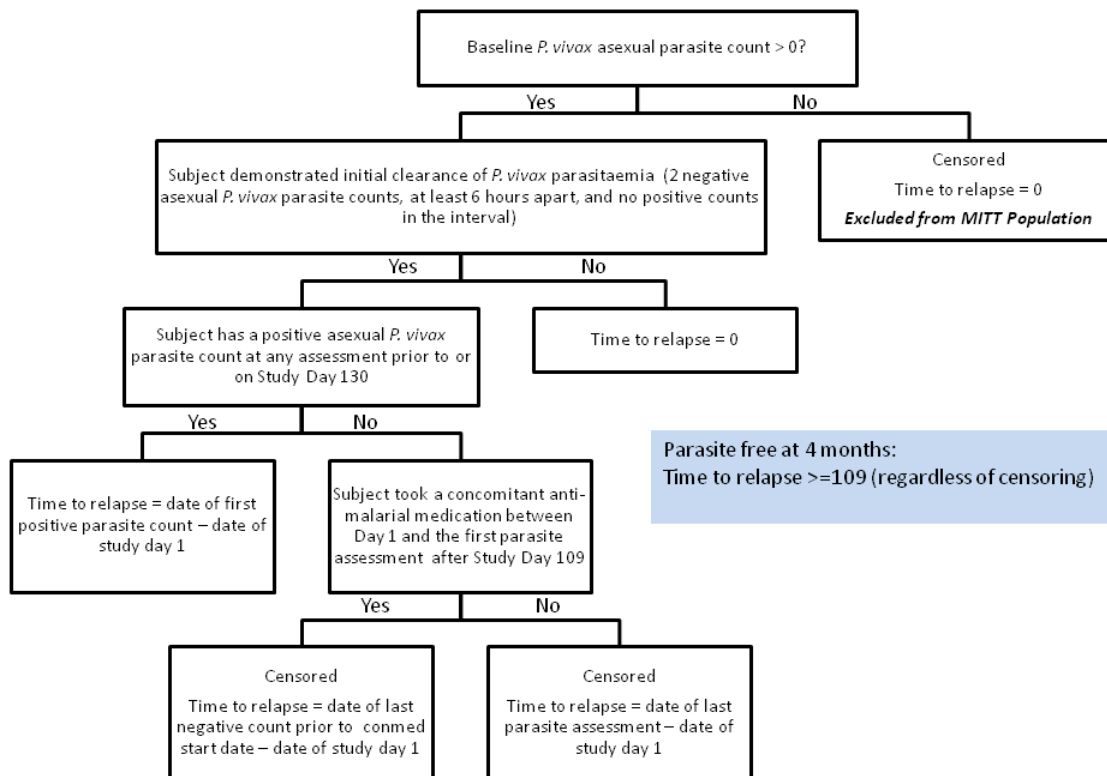 Baseline P. vivax asexual parasite count > 0?
Yes
No
Subject demonstrated initial clearance of P. vivax parasitaemia (2 negative
asexual P. vivax parasite counts, at least 6 hours apart, and no positive counts
in the interval)
Censored
Time to relapse = 0
Excluded from MITT Population
Yes
No
Subject has a positive asexual P. vivax
parasite count at any assessment prior to or
on Study Day 130
Time to relapse = 0
Yes
No
Parasite free at 4 months:
Time to relapse >=109 (regardless of censoring)
Time to relapse = date of first
positive parasite count – date of
study day 1
Subject took a concomitant anti-
malarial medication between
Day 1 and the first parasite
assessment after Study Day 109
Yes
No
Censored
Time to relapse = date of last
negative count prior to conmed
start date – date of study day 1
Censored
Time to relapse = date of last
parasite assessment – date of
study day 1